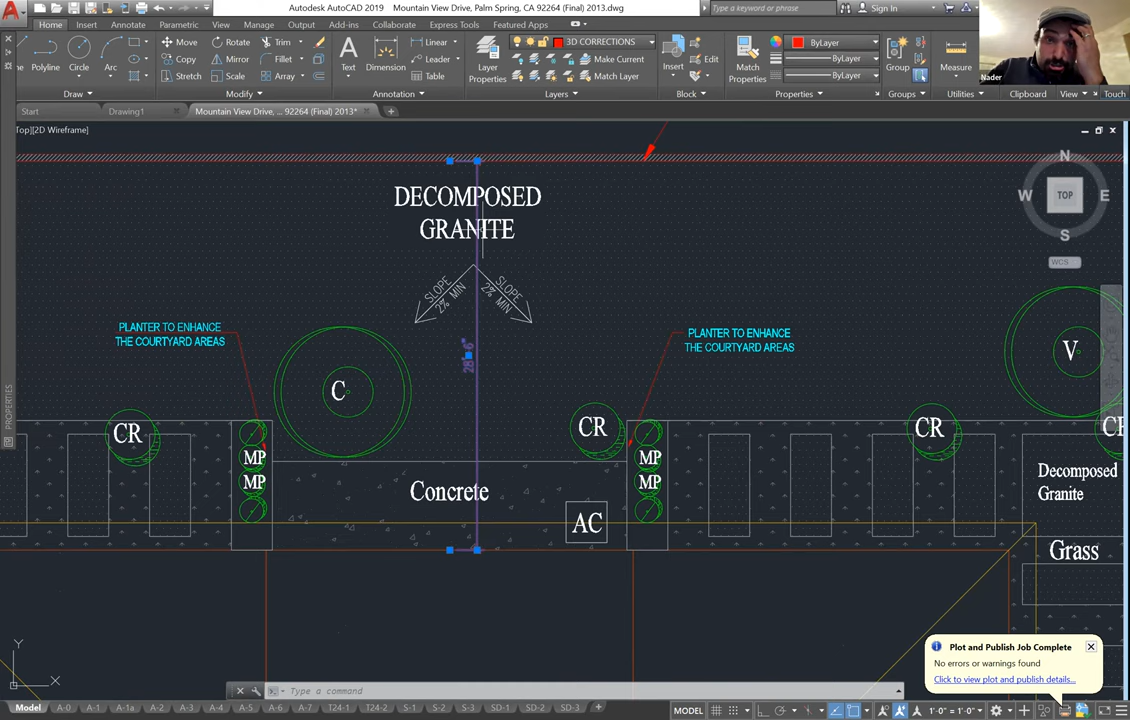 Autodesk AutoCAD 2019   Mountain View Drive, Palm Spring, CA 92264 (Final) 2013.dwg
Type a keyword or phrase
Sign In
Home Insert Annotate Parametric View Manage Output Add-ins Collaborate Express Tools Featured Apps
Polyline Circle Arc
Move Rotate Trim
Copy Mirror Fillet
Stretch Scale Array
Text Dimension
Linear
Leader
Table
Layer
Properties
3D CORRECTIONS
Make Current
Match Layer
Insert
Edit
Match
Properties
ByLayer
ByLayer
ByLayer
Group
Measure
Nader
Draw Modify Annotation Layers Block Properties Groups Utilities Clipboard View Touch
Start Drawing1 Mountain View Drive, ... 92264 (Final) 2013*
Top][2D Wireframe]
N
W TOP E
S
WCS
DECOMPOSED
GRANITE
SLOPE
2% MIN
SLOPE
2% MIN
PLANTER TO ENHANCE
THE COURTYARD AREAS
PLANTER TO ENHANCE
THE COURTYARD AREAS
28'-6"
C
V
CR
CR
CR
CR
MP
MP
MP
MP
Concrete
AC
Decomposed
Granite
Grass
PROPERTIES
Y
X
Plot and Publish Job Complete
No errors or warnings found
Click to view plot and publish details...
Type a command
Model A-0 A-1 A-1a A-2 A-3 A-4 A-5 A-6 A-7 T24-1 T24-2 S-1 S-2 S-3 SD-1 SD-2 SD-3
MODEL
1'-0" = 1'-0"